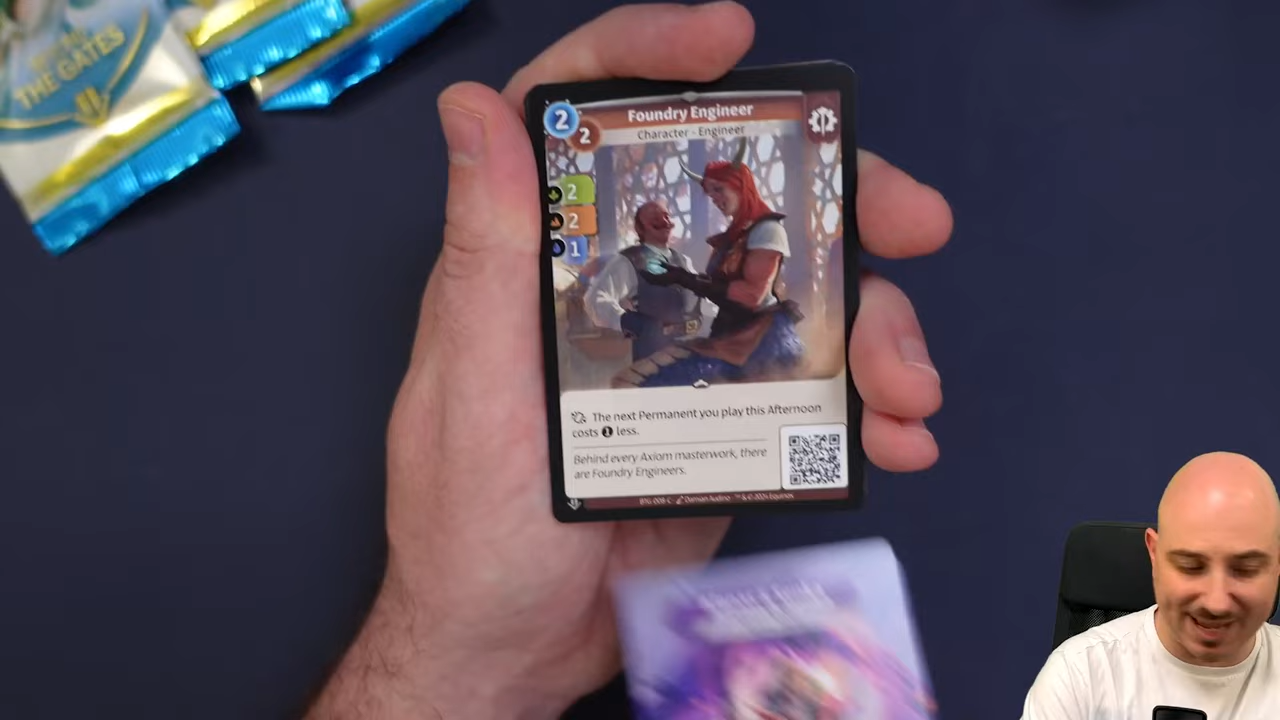 THE GATES
2
2
Foundry Engineer
Character - Engineer
2
2
1
The next Permanent you play this Afternoon
costs 1 less.
Behind every Axiom masterwork, there
are Foundry Engineers.